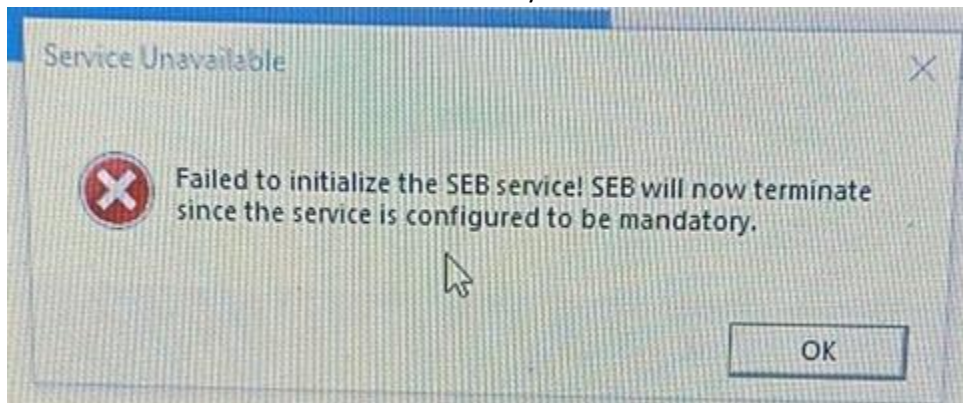 Service Unavailable
Failed to initialize the SEB service! SEB will now terminate
since the service is configured to be mandatory.
OK